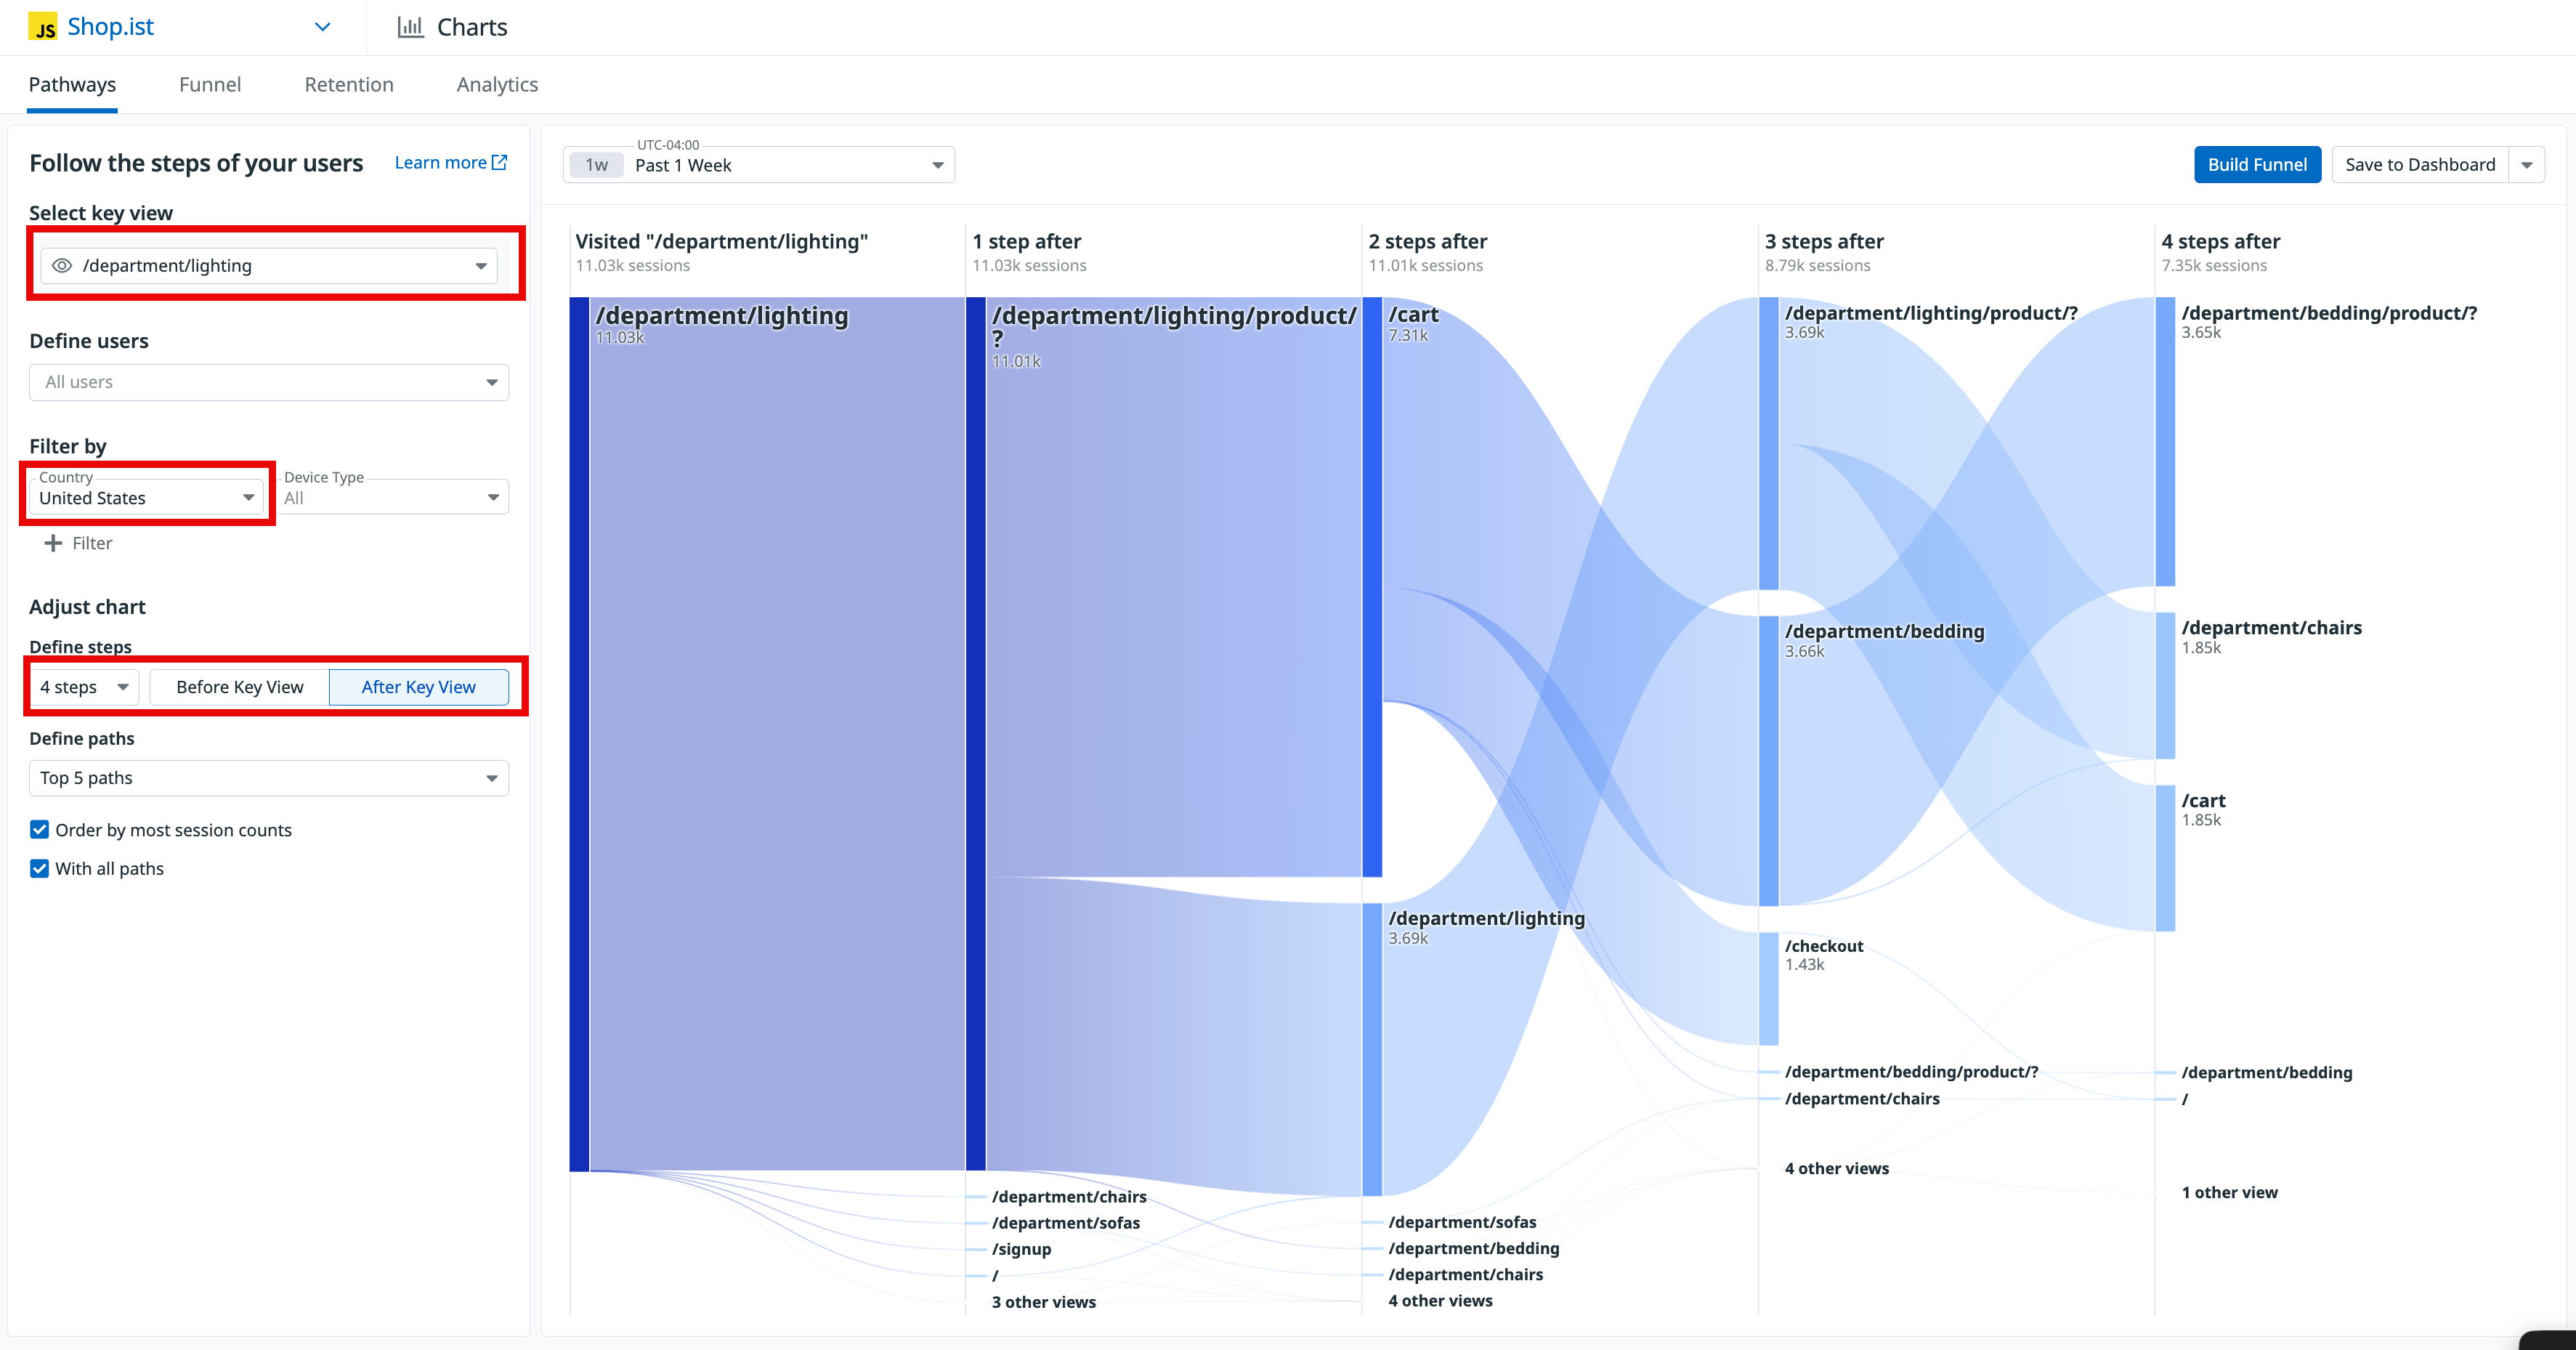 JS Shop.ist
Charts
Pathways Funnel Retention Analytics
Follow the steps of your users
Learn more
Select key view
/department/lighting
Define users
All users
Filter by
Country
United States
Device Type
All
+ Filter
Adjust chart
Define steps
4 steps
Before Key View
After Key View
Define paths
Top 5 paths
Order by most session counts
With all paths
UTC-04:00
1w Past 1 Week
Build Funnel
Save to Dashboard
Visited "/department/lighting"
11.03k sessions
/department/lighting
11.03k
1 step after
11.03k sessions
/department/lighting/product/
?
11.01k
/department/chairs
/department/sofas
/signup
/
3 other views
2 steps after
11.01k sessions
/cart
7.31k
/department/lighting
3.69k
/department/sofas
/department/bedding
/department/chairs
4 other views
3 steps after
8.79k sessions
/department/lighting/product/?
3.69k
/department/bedding
3.66k
/checkout
1.43k
/department/bedding/product/?
/department/chairs
4 other views
4 steps after
7.35k sessions
/department/bedding/product/?
3.65k
/department/chairs
1.85k
/cart
1.85k
/department/bedding
/
1 other view